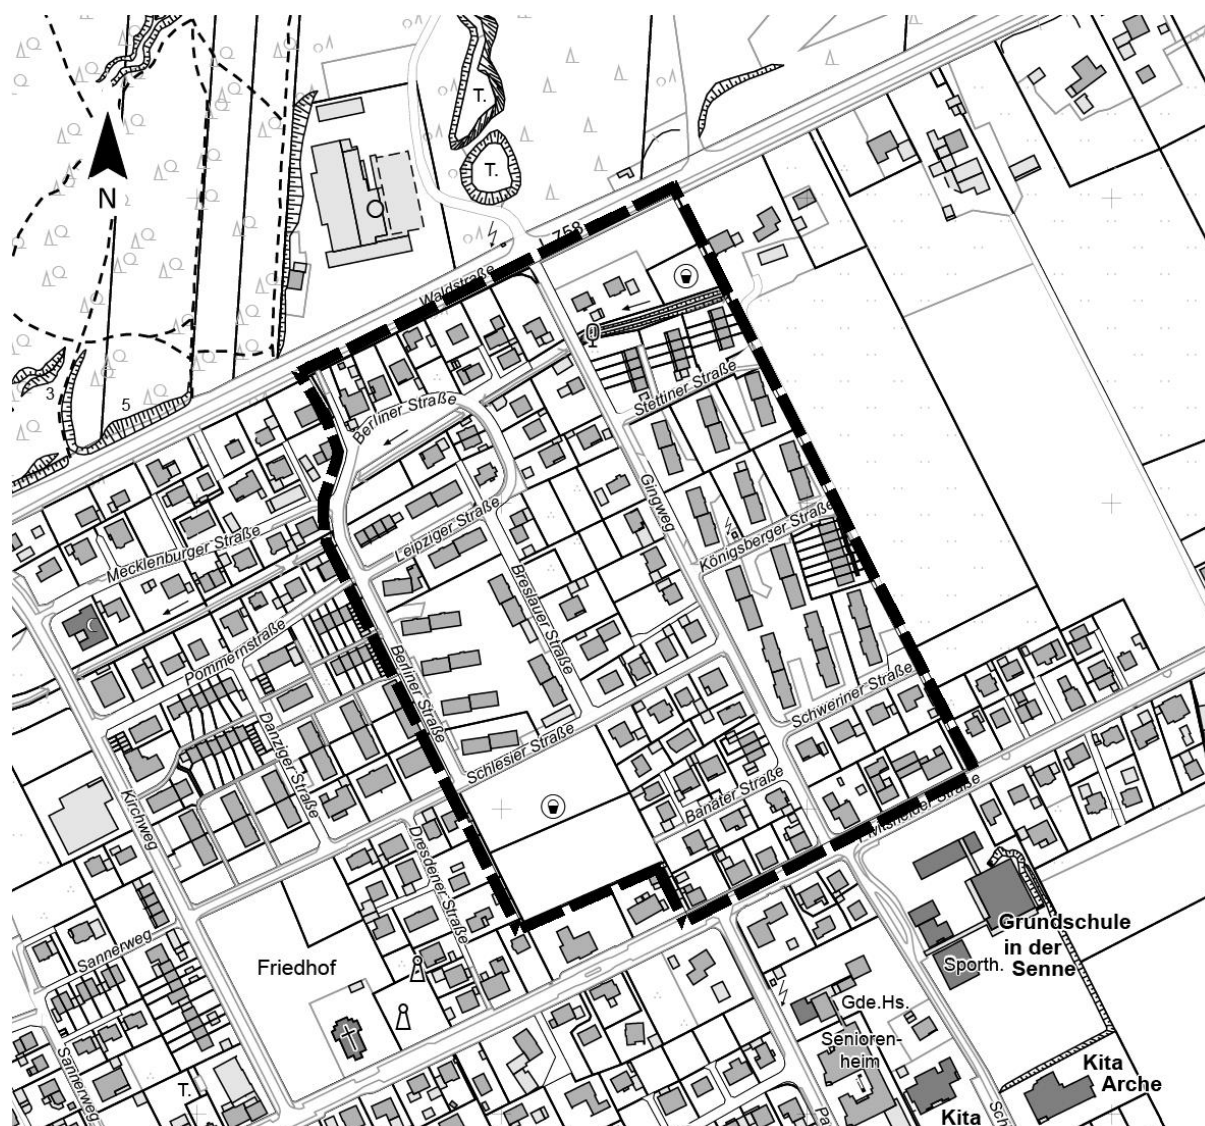 T.
T.
N
L 758
Waldstraße
3
5
Berliner Straße
Stettiner Straße
Gingweg
Leipziger Straße
Mecklenburger Straße
Königsberger Straße
Breslauer Straße
Pommernstraße
Berliner Straße
Schweriner Straße
Danziger Straße
Schlesier Straße
Kirchweg
Banater Straße
Dresdener Straße
Grundschule
in der
Senne
Sporth.
Sannerweg
Friedhof
Gde.Hs.
Senioren-
heim
Sannerweg
T.
Kita
Arche
Kita